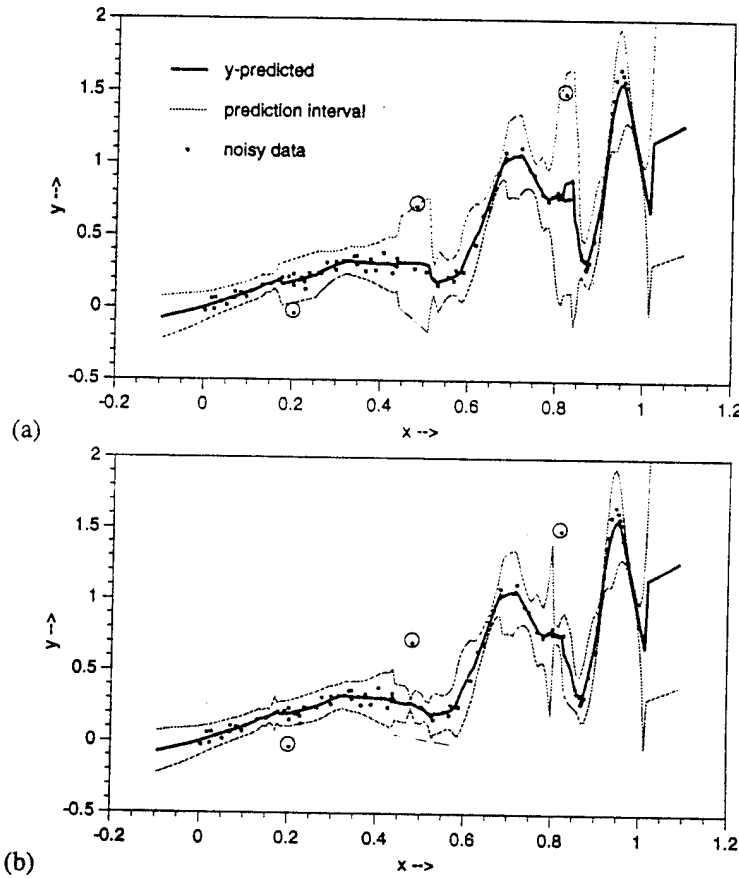 2
1.5
1
0.5
0
-0.5
y -->
y-predicted
prediction interval
noisy data
-0.2 0 0.2 0.4 0.6 0.8 1 1.2
x -->
(a)
2
1.5
1
0.5
0
-0.5
y -->
-0.2 0 0.2 0.4 0.6 0.8 1 1.2
x -->
(b)